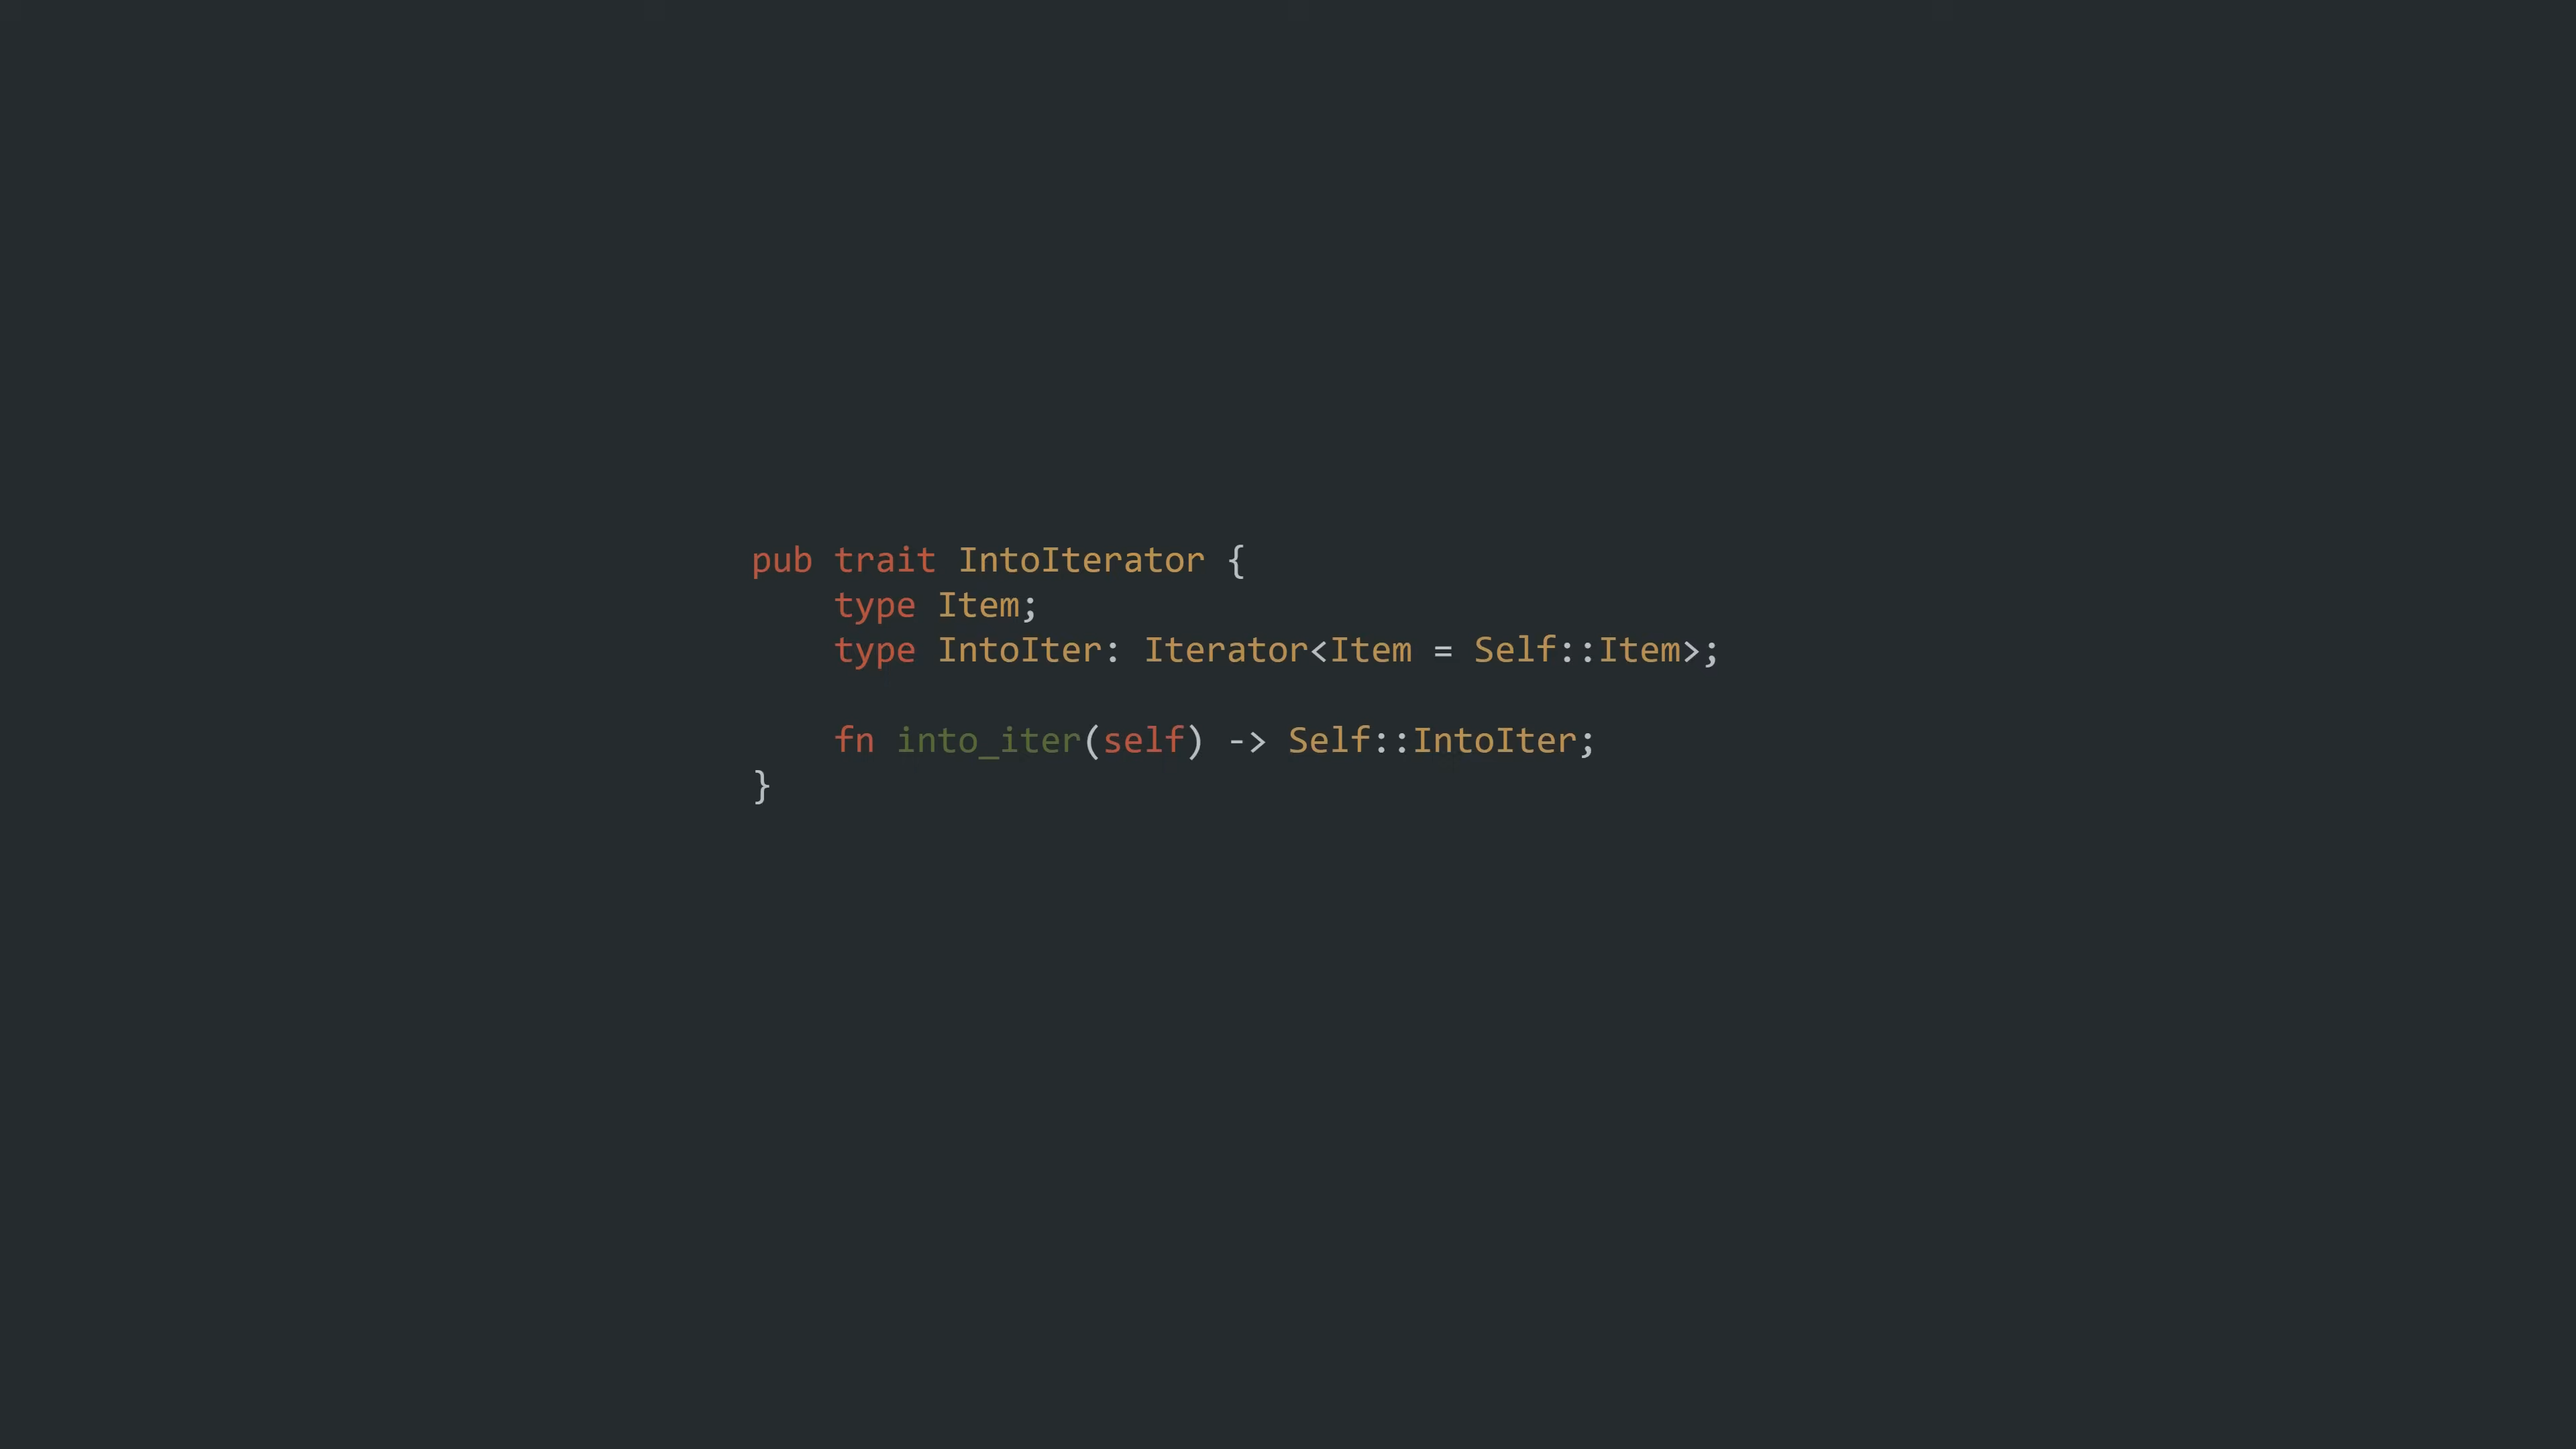 pub trait IntoIterator {
    type Item;
    type IntoIter: Iterator<Item = Self::Item>;

    fn into_iter(self) -> Self::IntoIter;
}